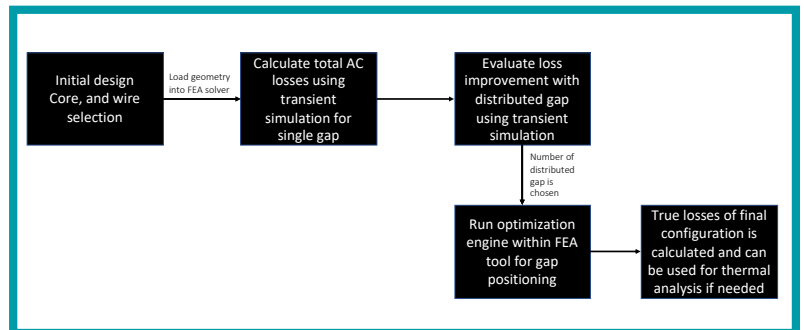 Initial design
Core, and wire
selection
Load geometry
into FEA solver
Calculate total AC
losses using
transient
simulation for
single gap
Evaluate loss
improvement with
distributed gap
using transient
simulation
Number of
distributed
gap is
chosen
Run optimization
engine within FEA
tool for gap
positioning
True losses of final
configuration is
calculated and can
be used for thermal
analysis if needed